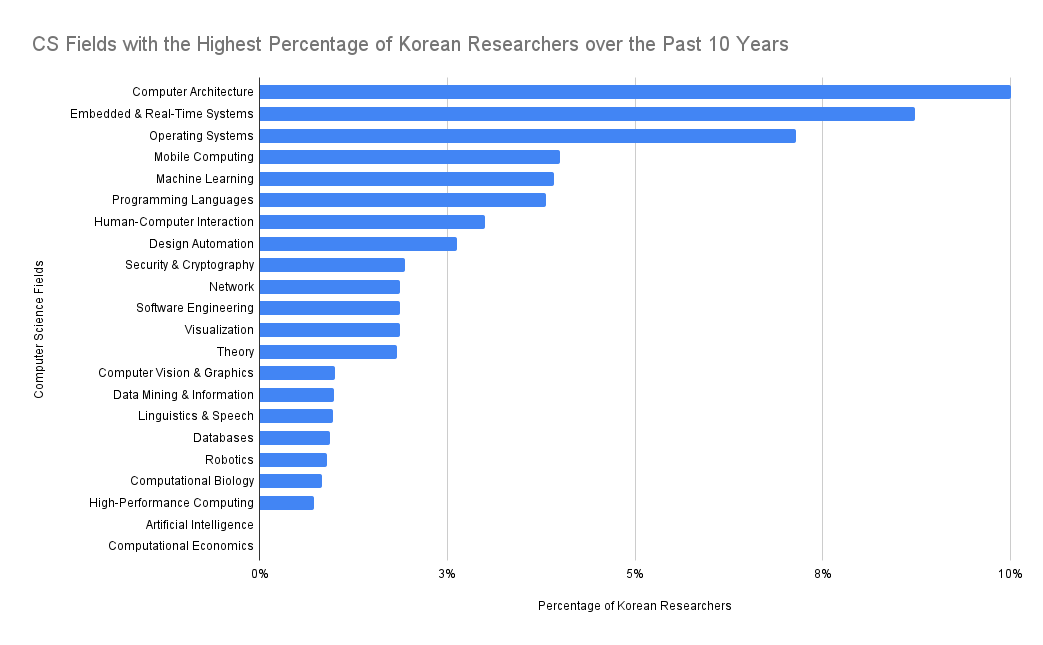 CS Fields with the Highest Percentage of Korean Researchers over the Past 10 Years
Computer Science Fields
Computer Architecture
Embedded & Real-Time Systems
Operating Systems
Mobile Computing
Machine Learning
Programming Languages
Human-Computer Interaction
Design Automation
Security & Cryptography
Network
Software Engineering
Visualization
Theory
Computer Vision & Graphics
Data Mining & Information
Linguistics & Speech
Databases
Robotics
Computational Biology
High-Performance Computing
Artificial Intelligence
Computational Economics
0% 3% 5% 8% 10%
Percentage of Korean Researchers